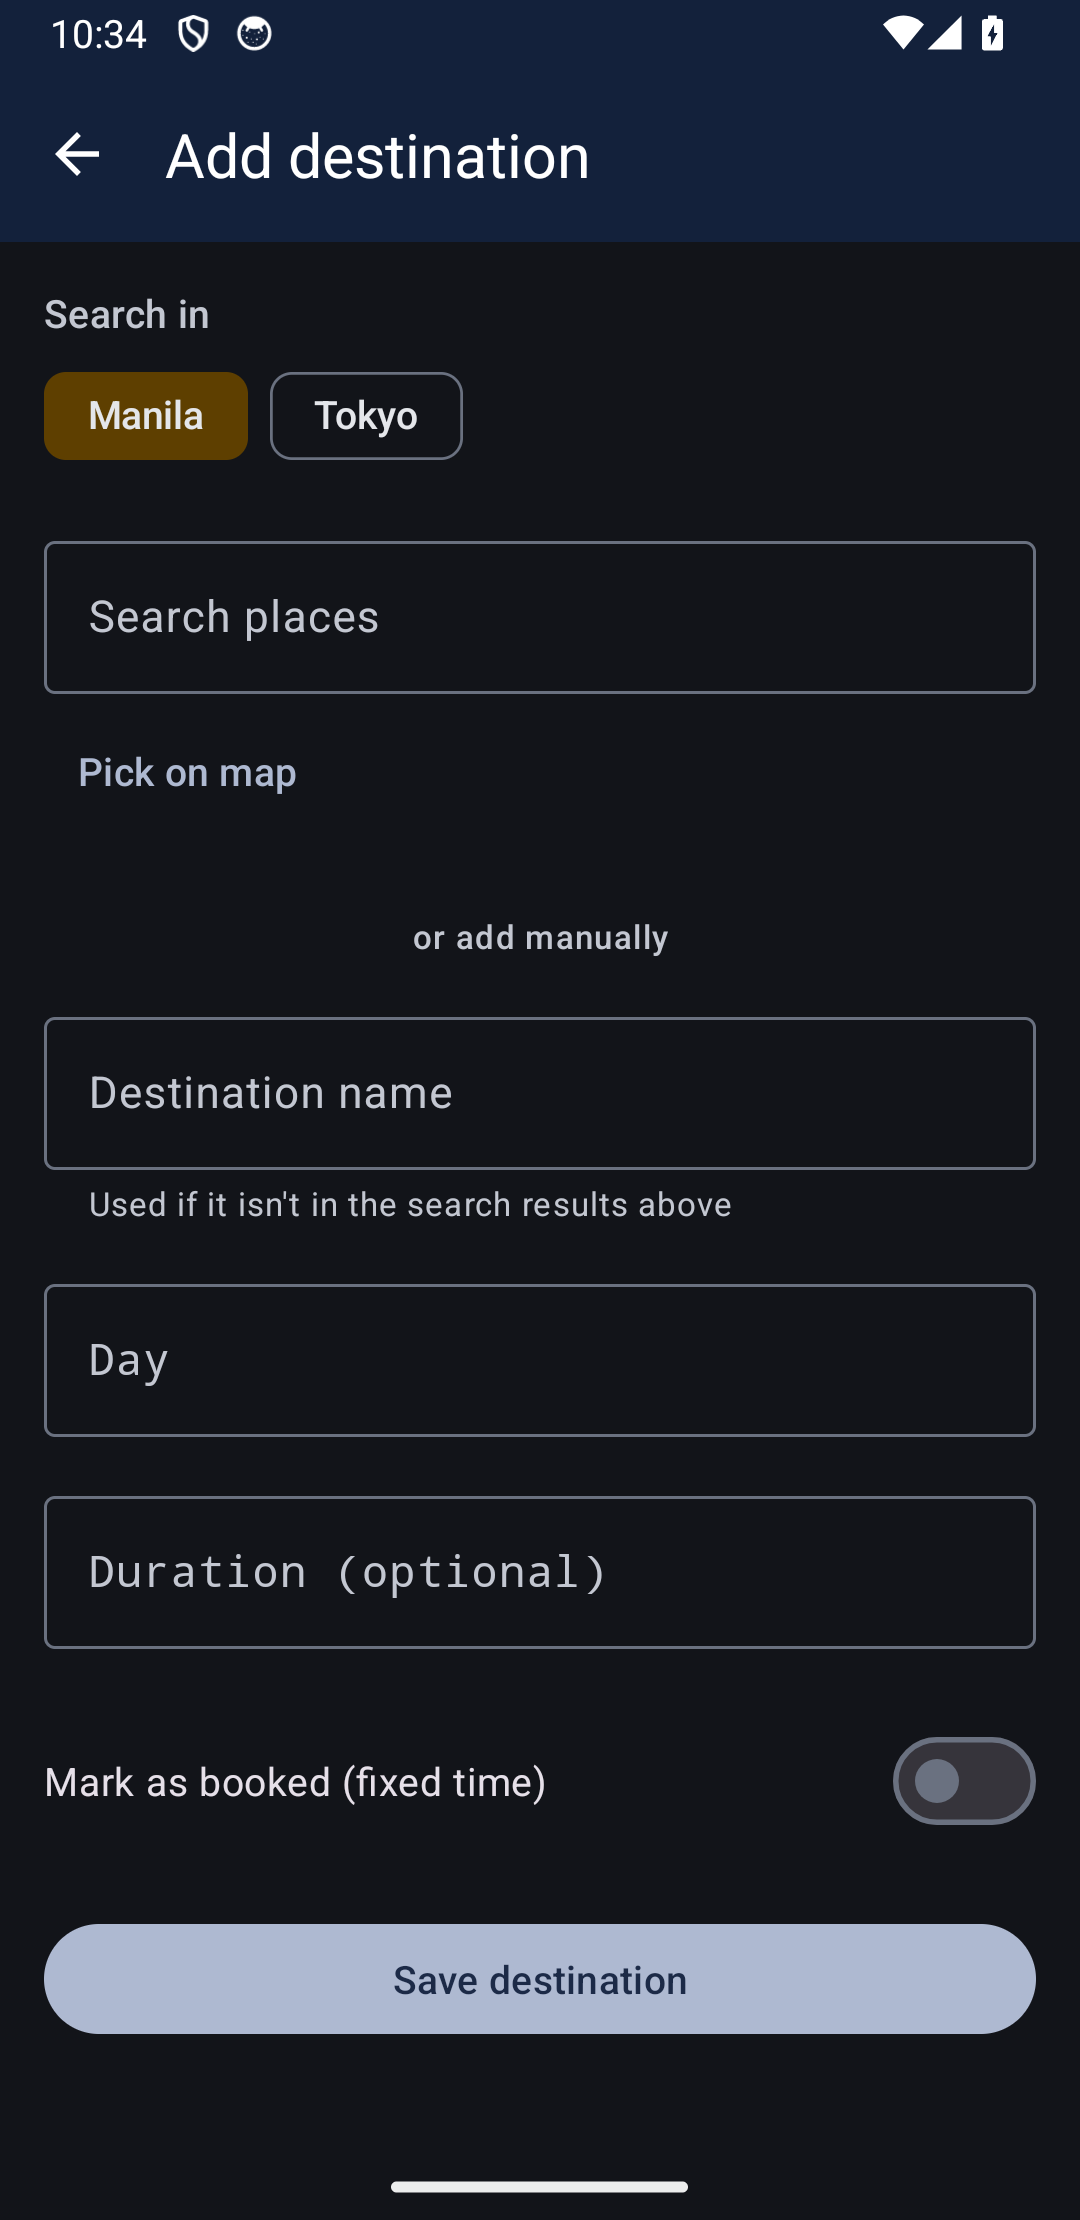 10:34
Add destination
Search in
Manila
Tokyo
Search places
Pick on map
or add manually
Destination name
Used if it isn't in the search results above
Day
Duration (optional)
Mark as booked (fixed time)
Save destination